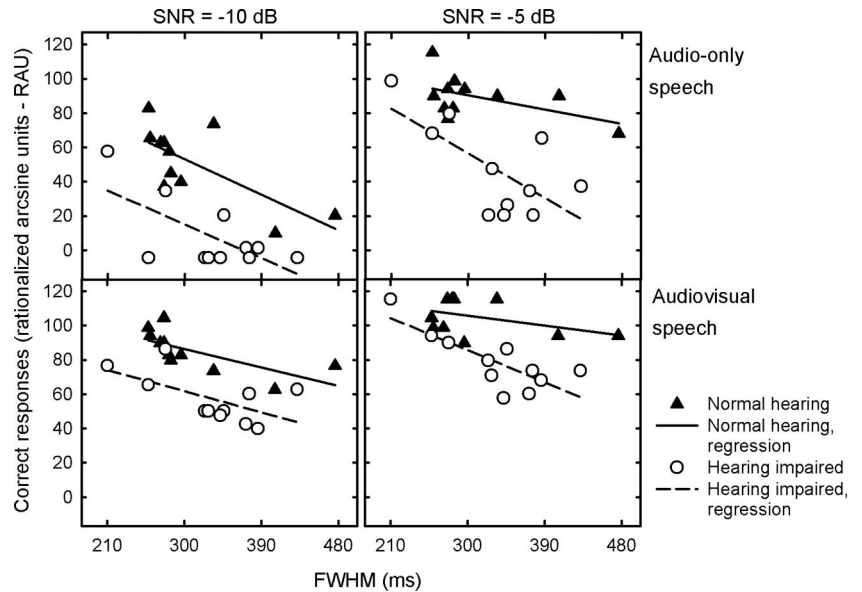 SNR = -10 dB
SNR = -5 dB
Audio-only
speech
120
100
80
60
40
20
0
Audiovisual
speech
120
100
80
60
40
20
0
Correct responses (rationalized arcsine units - RAU)
Normal hearing
Normal hearing,
regression
Hearing impaired
Hearing impaired,
regression
210 300 390 480
210 300 390 480
FWHM (ms)